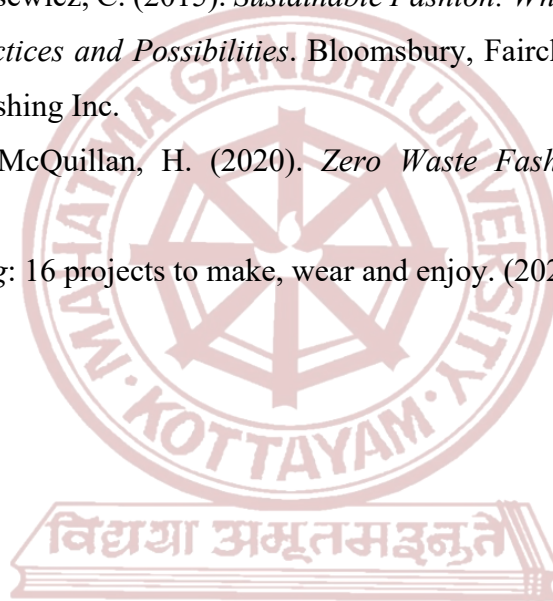 sewicz, C. (2015). Sustainable Fashion: Wh
ctices and Possibilities. Bloomsbury, Fairch
shing Inc.
McQuillan, H. (2020). Zero Waste Fash
g: 16 projects to make, wear and enjoy. (202
MAHATMA GANDHI UNIVERSITY
KOTTAYAM
विद्यया अमृतमश्नुते